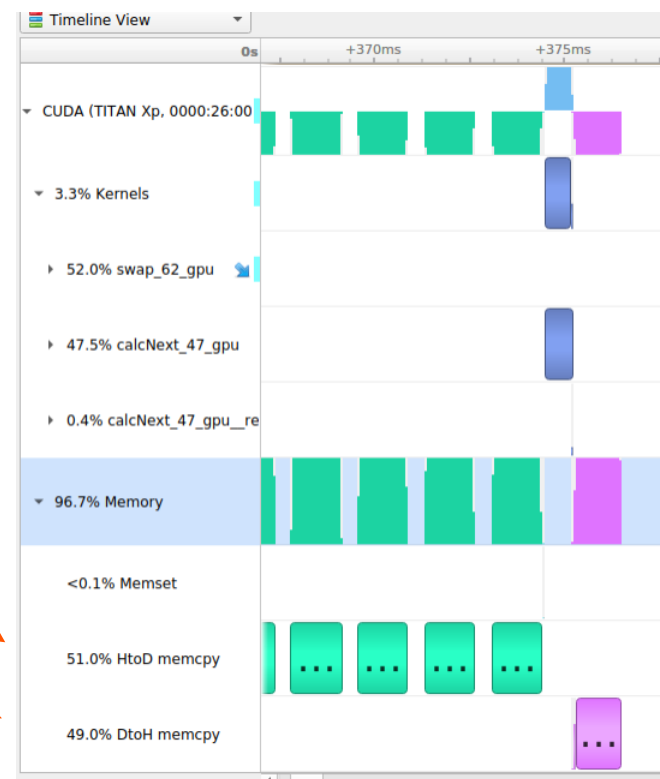 Timeline View
0s +370ms +375ms
CUDA (TITAN Xp, 0000:26:00
3.3% Kernels
52.0% swap_62_gpu
47.5% calcNext_47_gpu
0.4% calcNext_47_gpu__re
96.7% Memory
<0.1% Memset
51.0% HtoD memcpy
... ... ... ...
49.0% DtoH memcpy
...